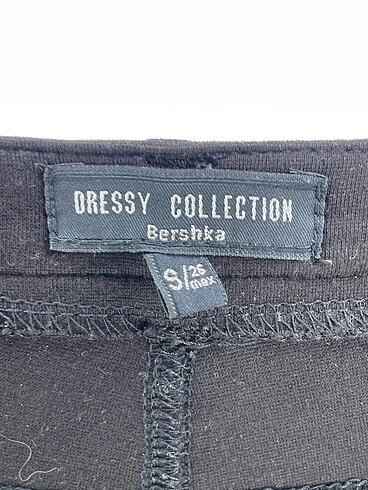 DRESSY COLLECTION
Bershka
S/26
mex